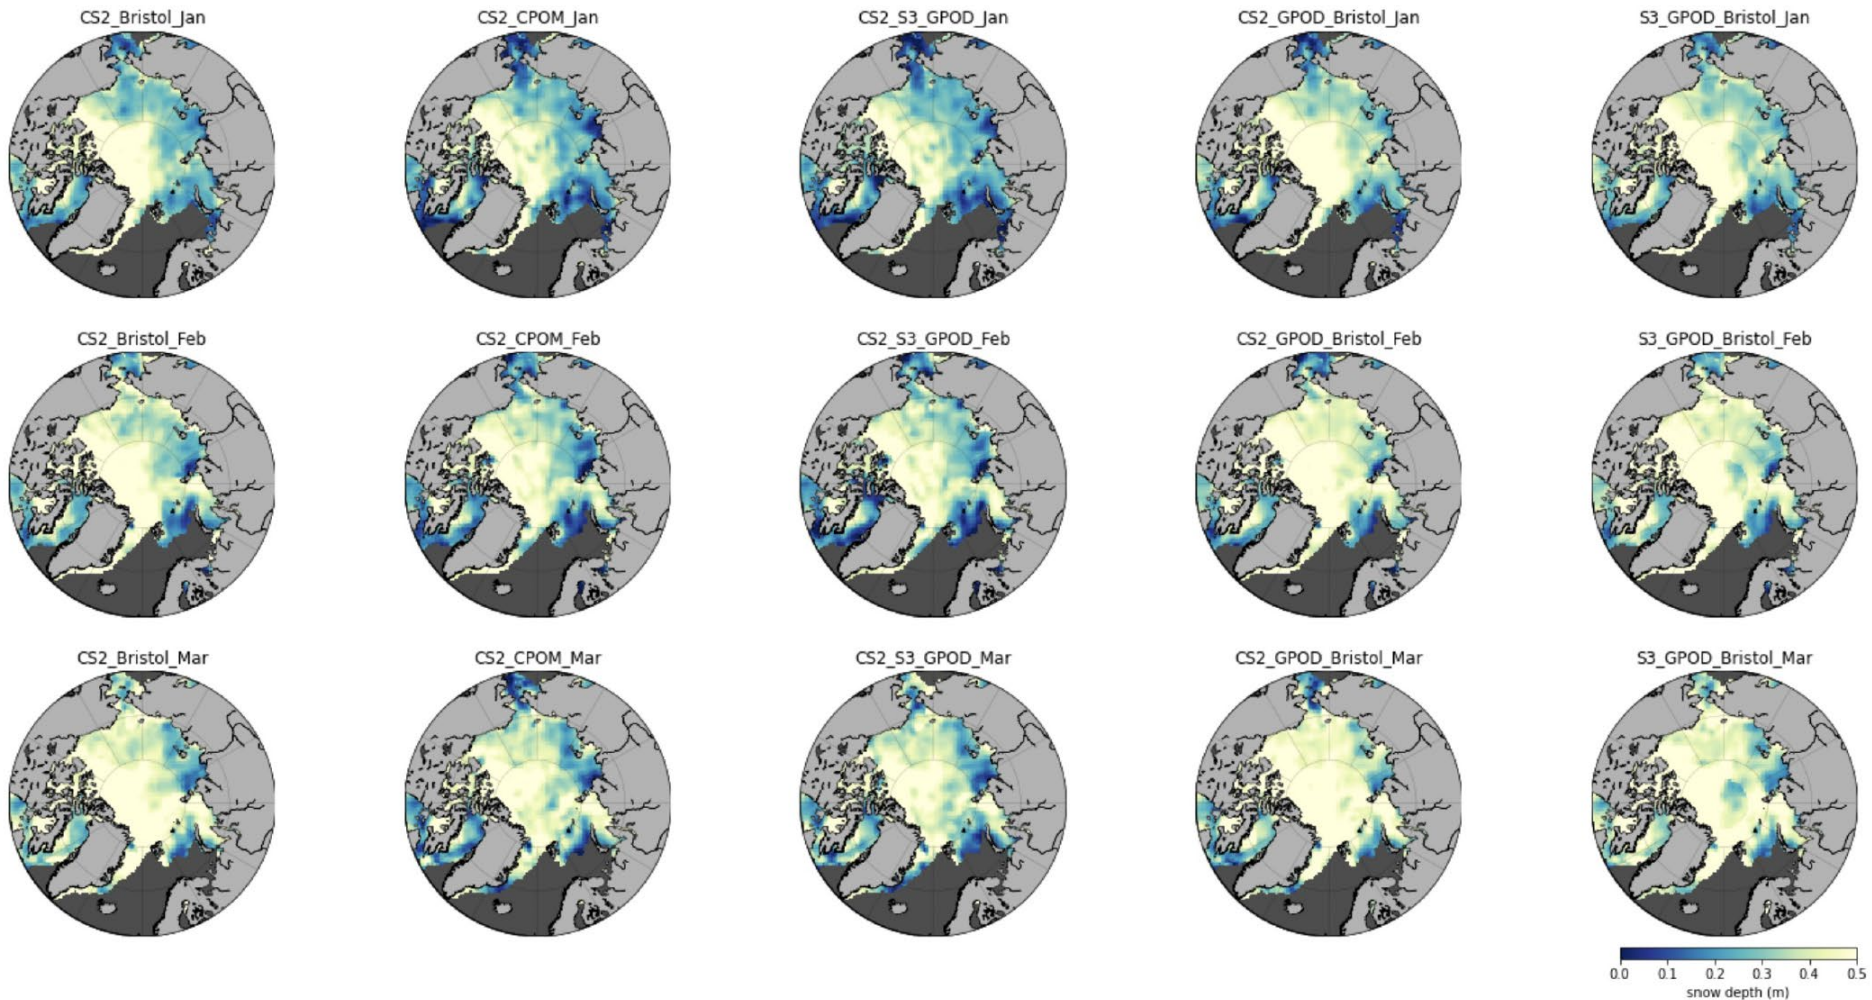 CS2_Bristol_Jan
CS2_CPOM_Jan
CS2_S3_GPOD_Jan
CS2_GPOD_Bristol_Jan
S3_GPOD_Bristol_Jan
CS2_Bristol_Feb
CS2_CPOM_Feb
CS2_S3_GPOD_Feb
CS2_GPOD_Bristol_Feb
S3_GPOD_Bristol_Feb
CS2_Bristol_Mar
CS2_CPOM_Mar
CS2_S3_GPOD_Mar
CS2_GPOD_Bristol_Mar
S3_GPOD_Bristol_Mar
0.0 0.1 0.2 0.3 0.4 0.5
snow depth (m)